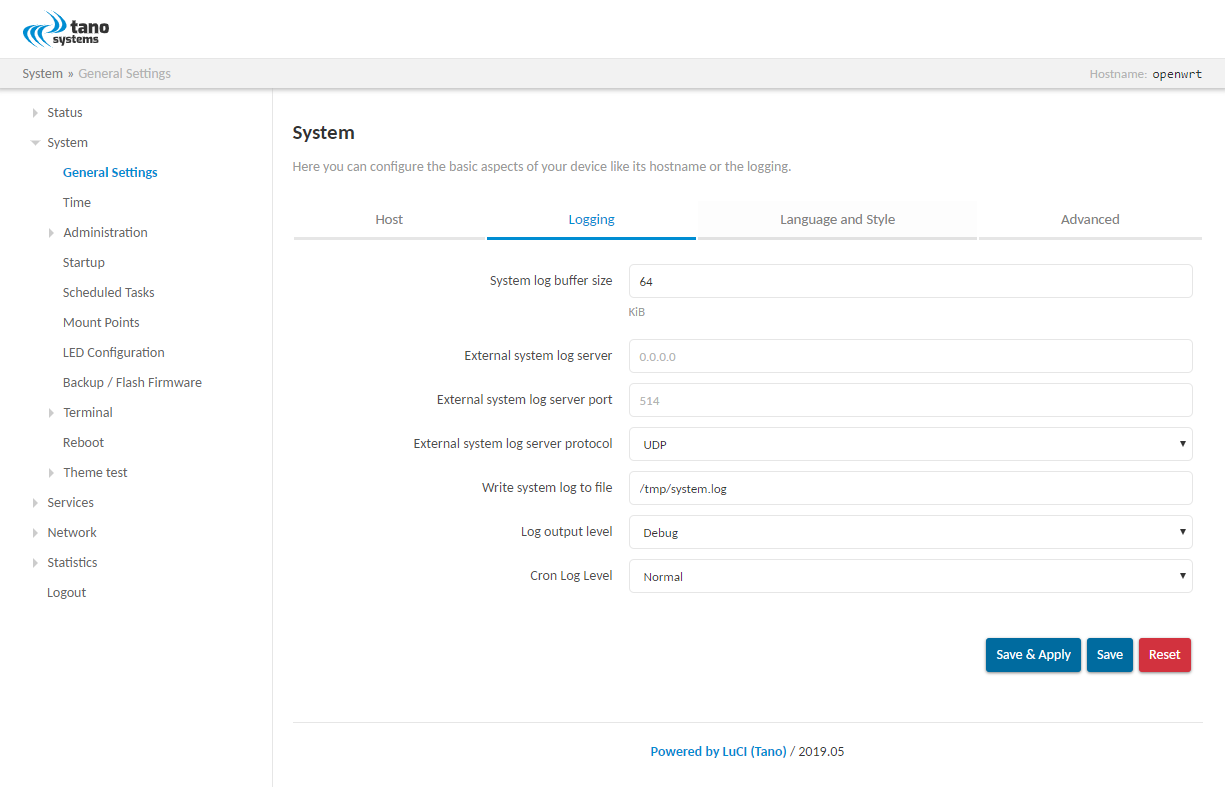 tano
systems
System » General Settings
Hostname: openwrt
Status
System
General Settings
Time
Administration
Startup
Scheduled Tasks
Mount Points
LED Configuration
Backup / Flash Firmware
Terminal
Reboot
Theme test
Services
Network
Statistics
Logout
System
Here you can configure the basic aspects of your device like its hostname or the logging.
Host Logging Language and Style Advanced
System log buffer size 64
KiB
External system log server 0.0.0.0
External system log server port 514
External system log server protocol UDP
Write system log to file /tmp/system.log
Log output level Debug
Cron Log Level Normal
Save & Apply Save Reset
Powered by LuCI (Tano) / 2019.05